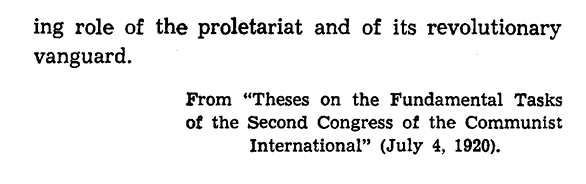 ing role of the proletariat and of its revolutionary
vanguard.
From “Theses on the Fundamental Tasks
of the Second Congress of the Communist
International” (July 4, 1920).